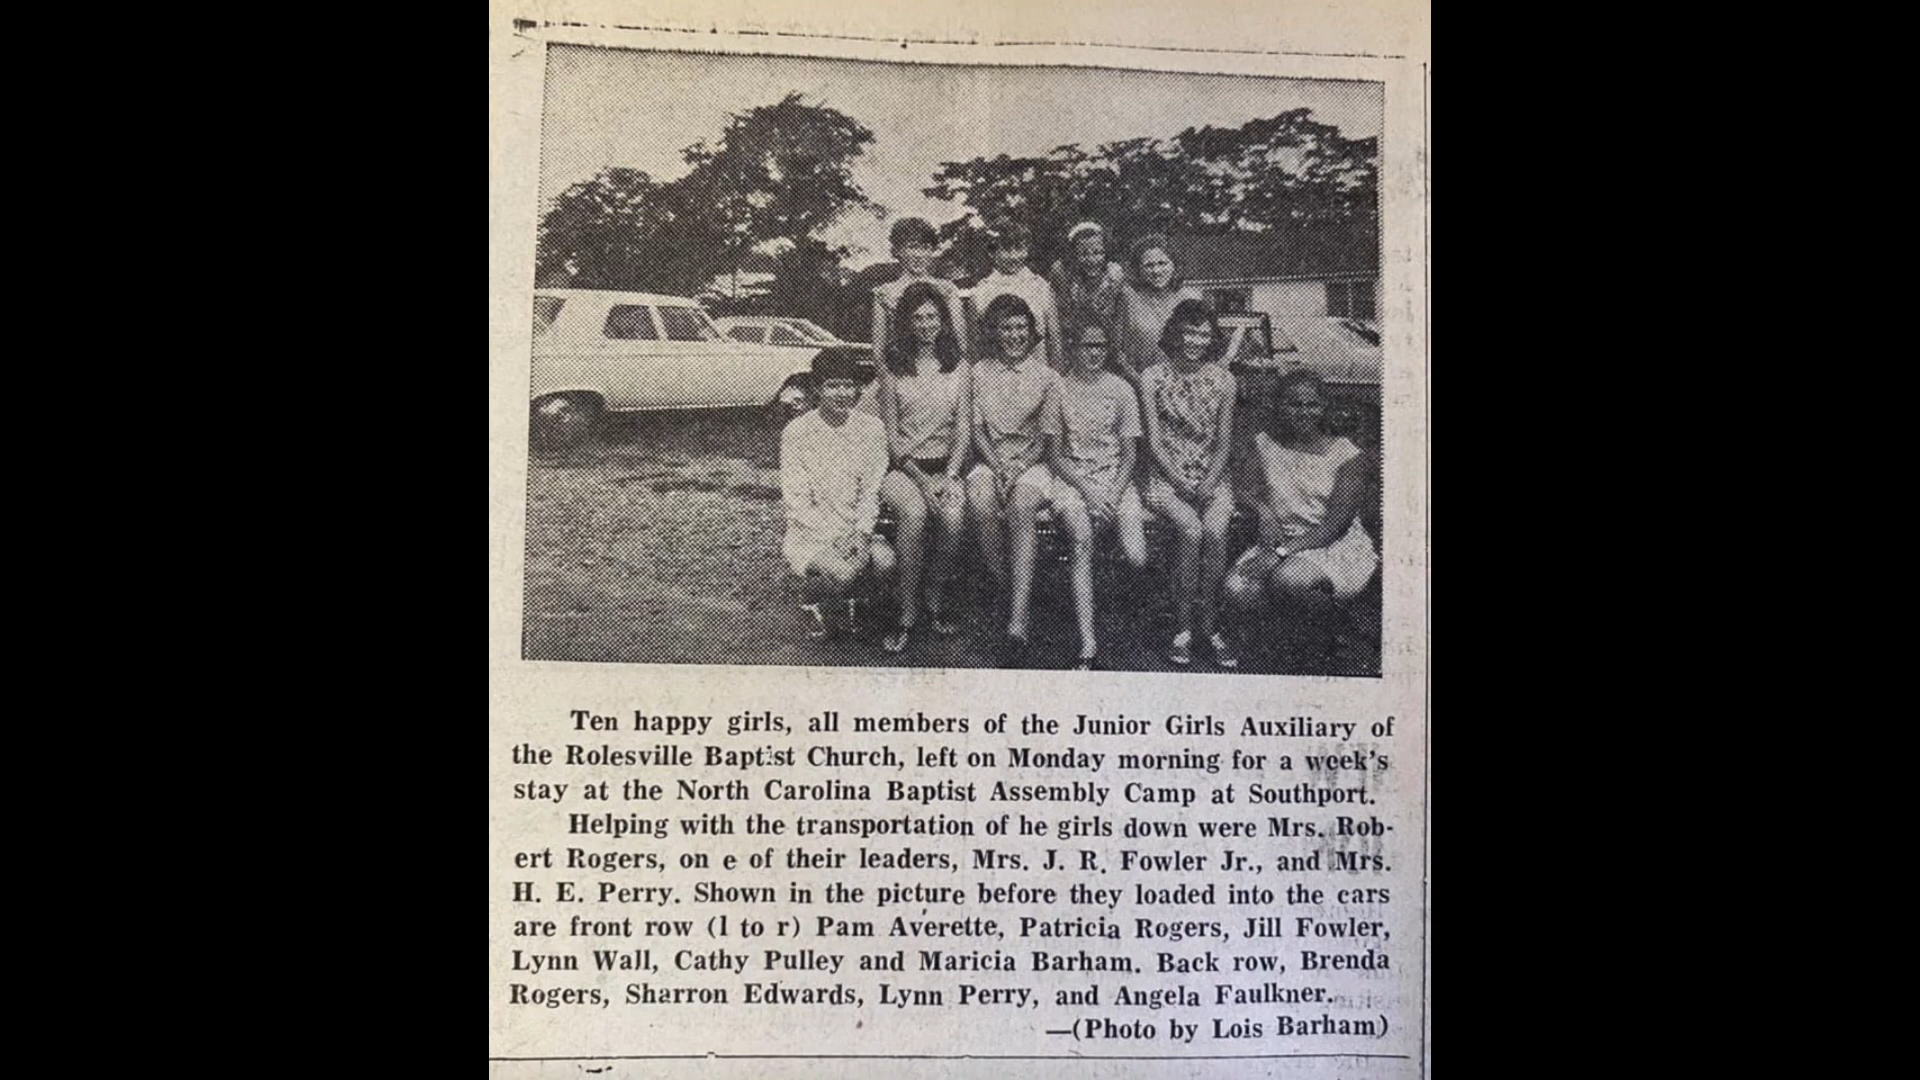 Ten happy girls, all members of the Junior Girls Auxiliary of
the Rolesville Baptist Church, left on Monday morning for a week's
stay at the North Carolina Baptist Assembly Camp at Southport.
Helping with the transportation of he girls down were Mrs. Rob-
ert Rogers, on e of their leaders, Mrs. J. R. Fowler Jr., and Mrs.
H. E. Perry. Shown in the picture before they loaded into the cars
are front row (l to r) Pam Averette, Patricia Rogers, Jill Fowler,
Lynn Wall, Cathy Pulley and Maricia Barham. Back row, Brenda
Rogers, Sharron Edwards, Lynn Perry, and Angela Faulkner.
—(Photo by Lois Barham)